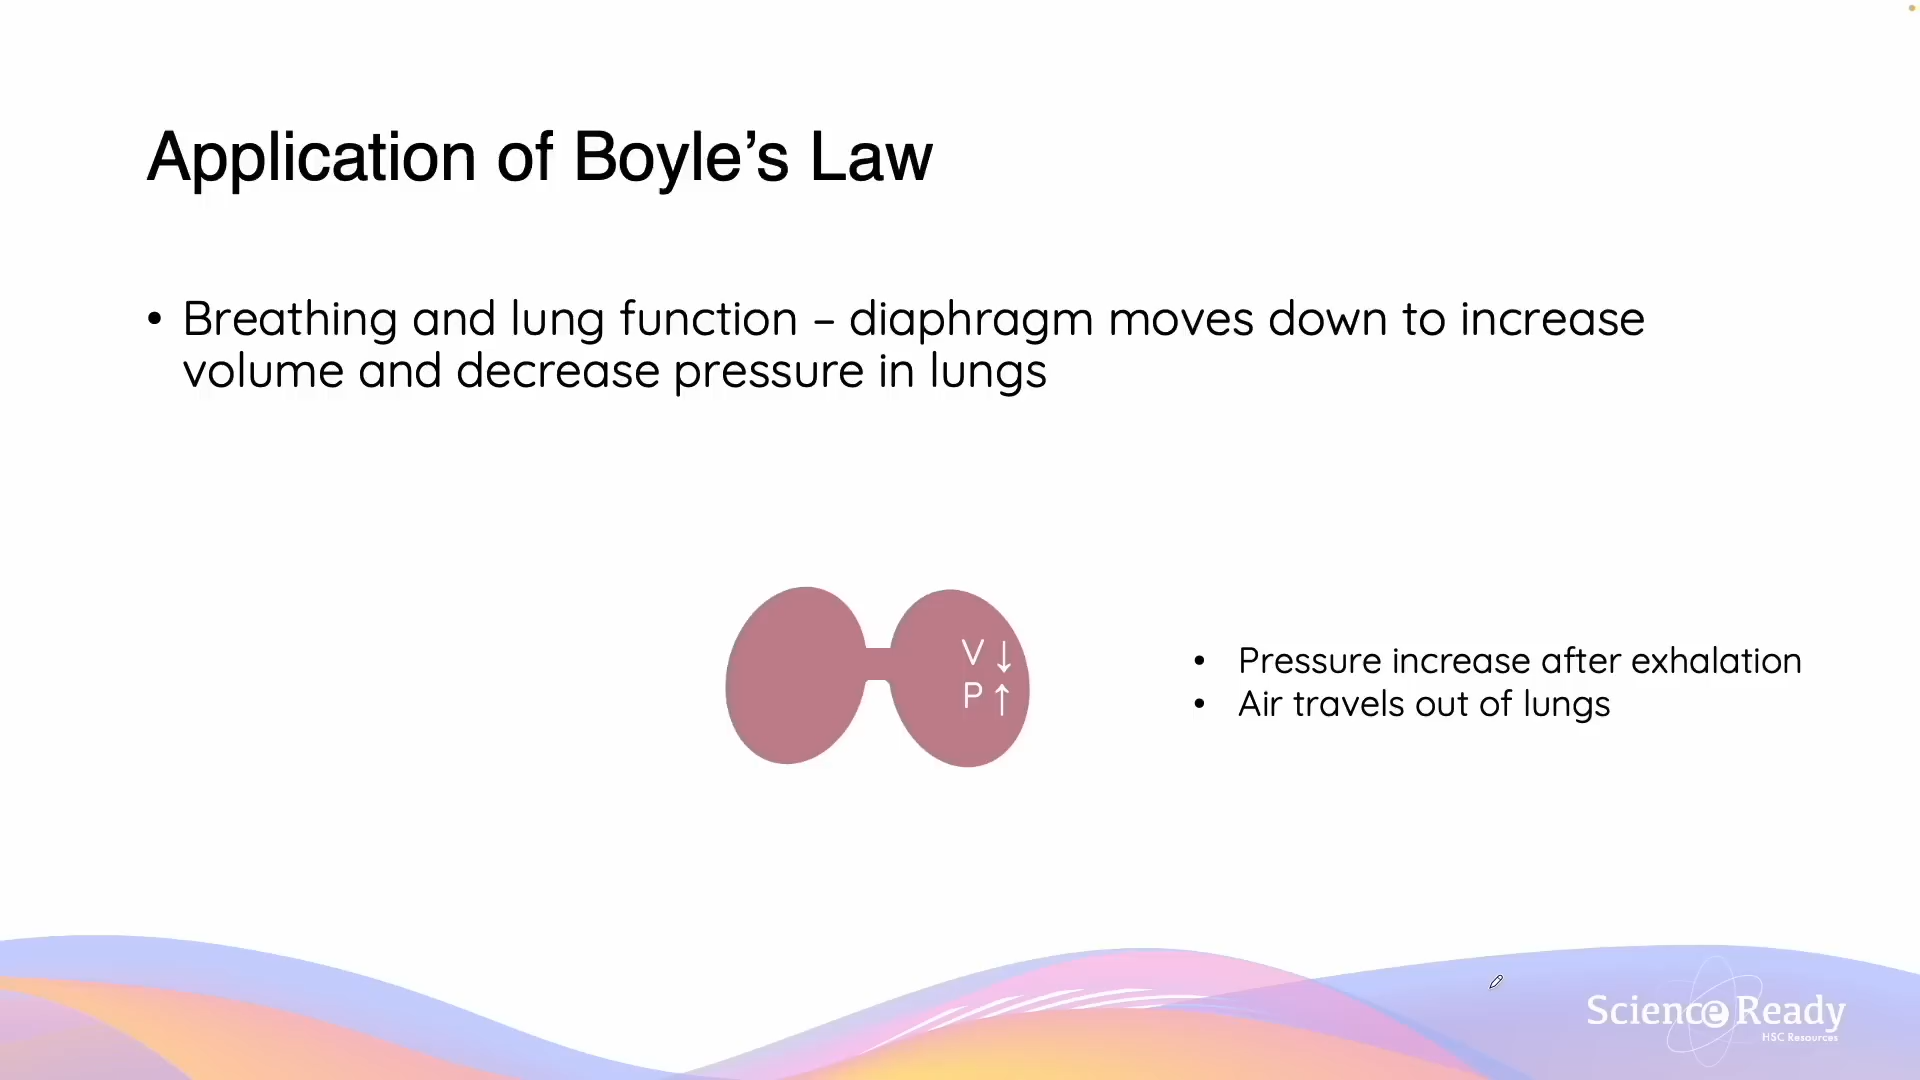 Application of Boyle’s Law
• Breathing and lung function – diaphragm moves down to increase
volume and decrease pressure in lungs
V ↓
P ↑
• Pressure increase after exhalation
• Air travels out of lungs
Science Ready
HSC Resources